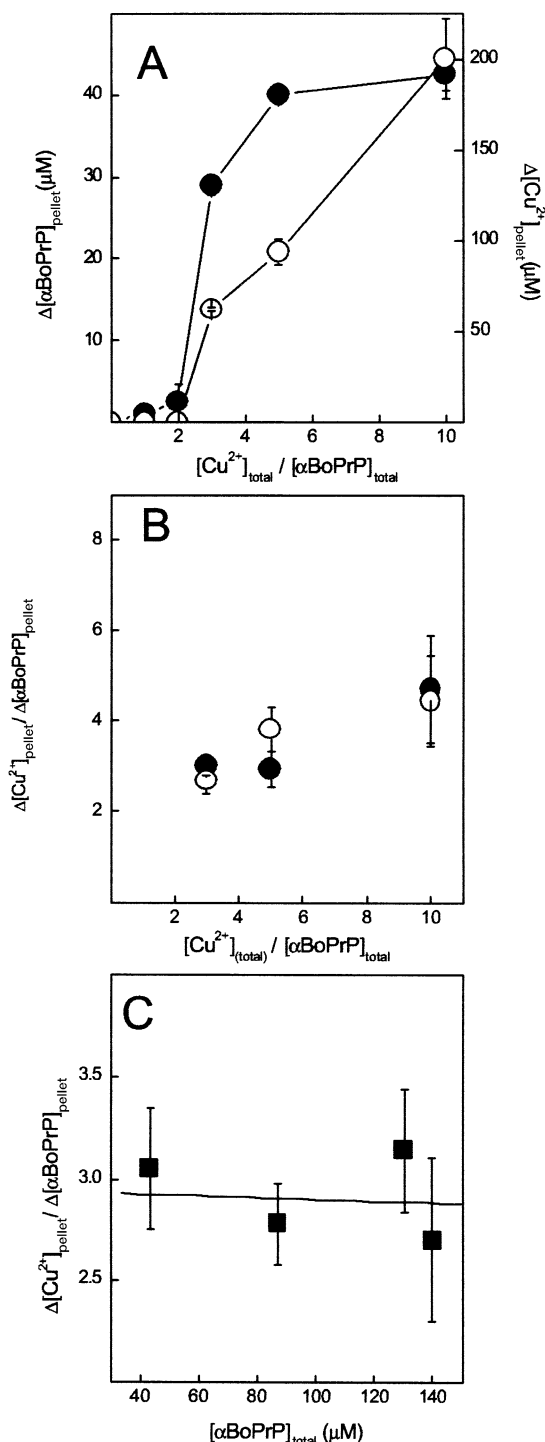 A
Δ[αBoPrP]pellet(μM)
40
30
20
10
200
150
100
50
Δ[Cu²⁺]pellet(μM)
2 4 6 8 10
[Cu²⁺]total / [αBoPrP]total
B
Δ[Cu²⁺]pellet / Δ[αBoPrP]pellet
8
6
4
2
2 4 6 8 10
[Cu²⁺](total) / [αBoPrP]total
C
Δ[Cu²⁺]pellet / Δ[αBoPrP]pellet
3.5
3.0
2.5
40 60 80 100 120 140
[αBoPrP]total (μM)